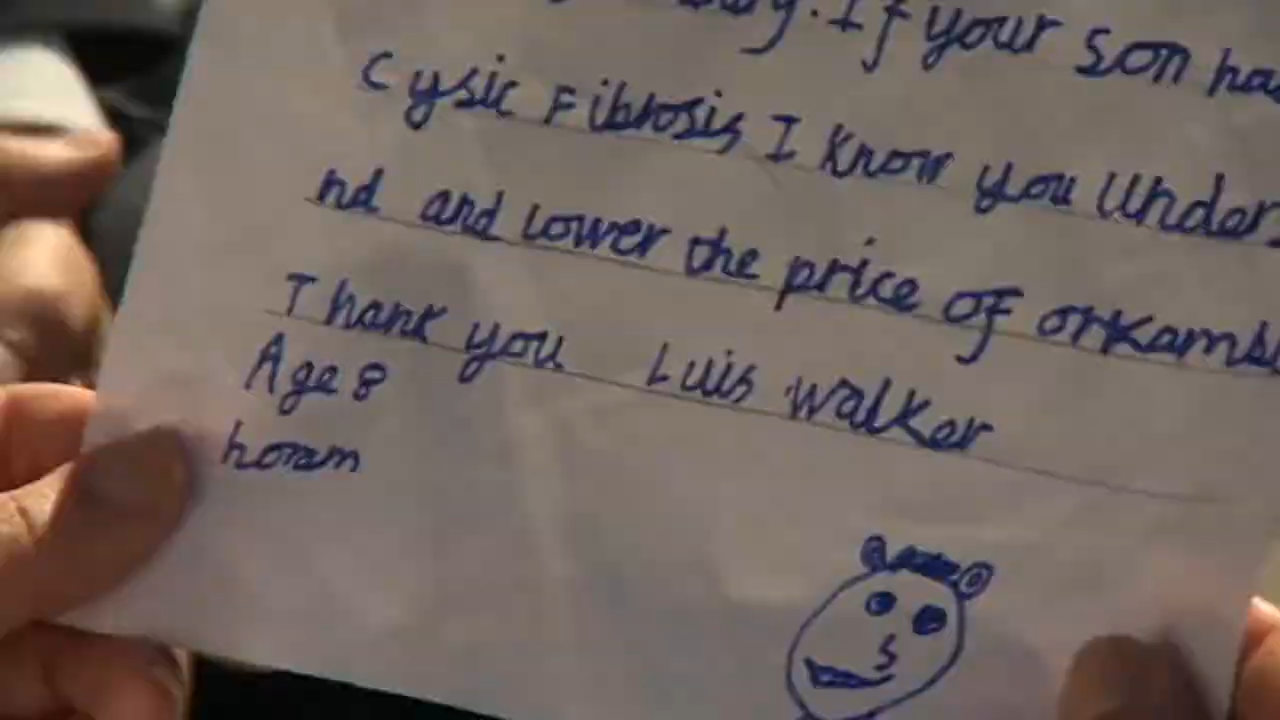 If your son ha
Cysic Fibrosis I know you Under
nd and lower the price of orkamb
Thank you Luis Walker
Age 8
horam